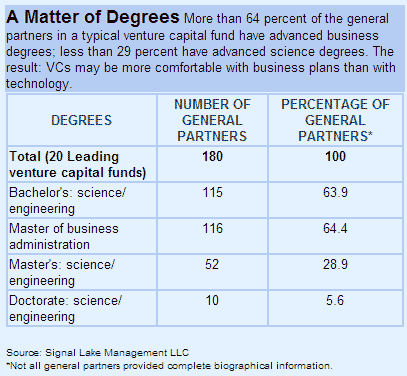 A Matter of Degrees More than 64 percent of the general
partners in a typical venture capital fund have advanced business
degrees; less than 29 percent have advanced science degrees. The
result: VCs may be more comfortable with business plans than with
technology.
DEGREES NUMBER OF GENERAL PARTNERS PERCENTAGE OF GENERAL PARTNERS*
Total (20 Leading venture capital funds) 180 100
Bachelor's: science/ engineering 115 63.9
Master of business administration 116 64.4
Master's: science/ engineering 52 28.9
Doctorate: science/ engineering 10 5.6
Source: Signal Lake Management LLC
*Not all general partners provided complete biographical information.